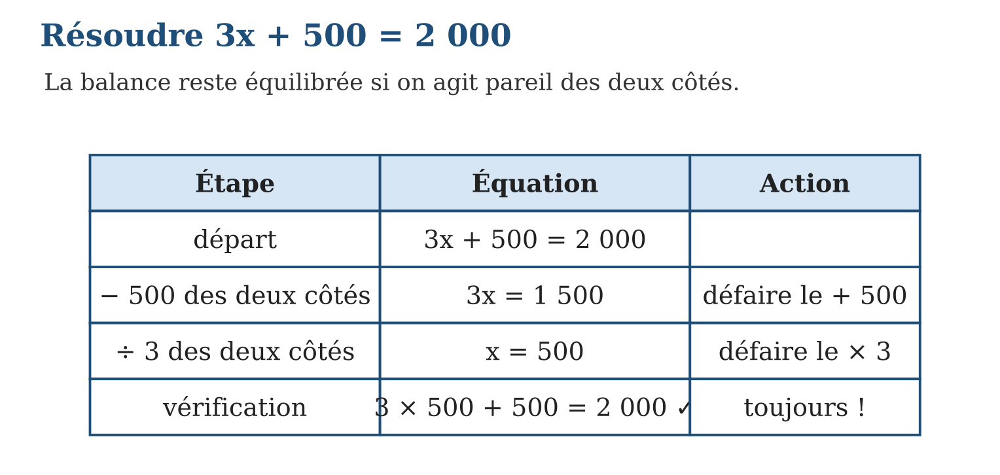 Résoudre 3x + 500 = 2 000
La balance reste équilibrée si on agit pareil des deux côtés.
Étape Équation Action
départ 3x + 500 = 2 000
− 500 des deux côtés 3x = 1 500 défaire le + 500
÷ 3 des deux côtés x = 500 défaire le × 3
vérification 3 × 500 + 500 = 2 000 ✓ toujours !